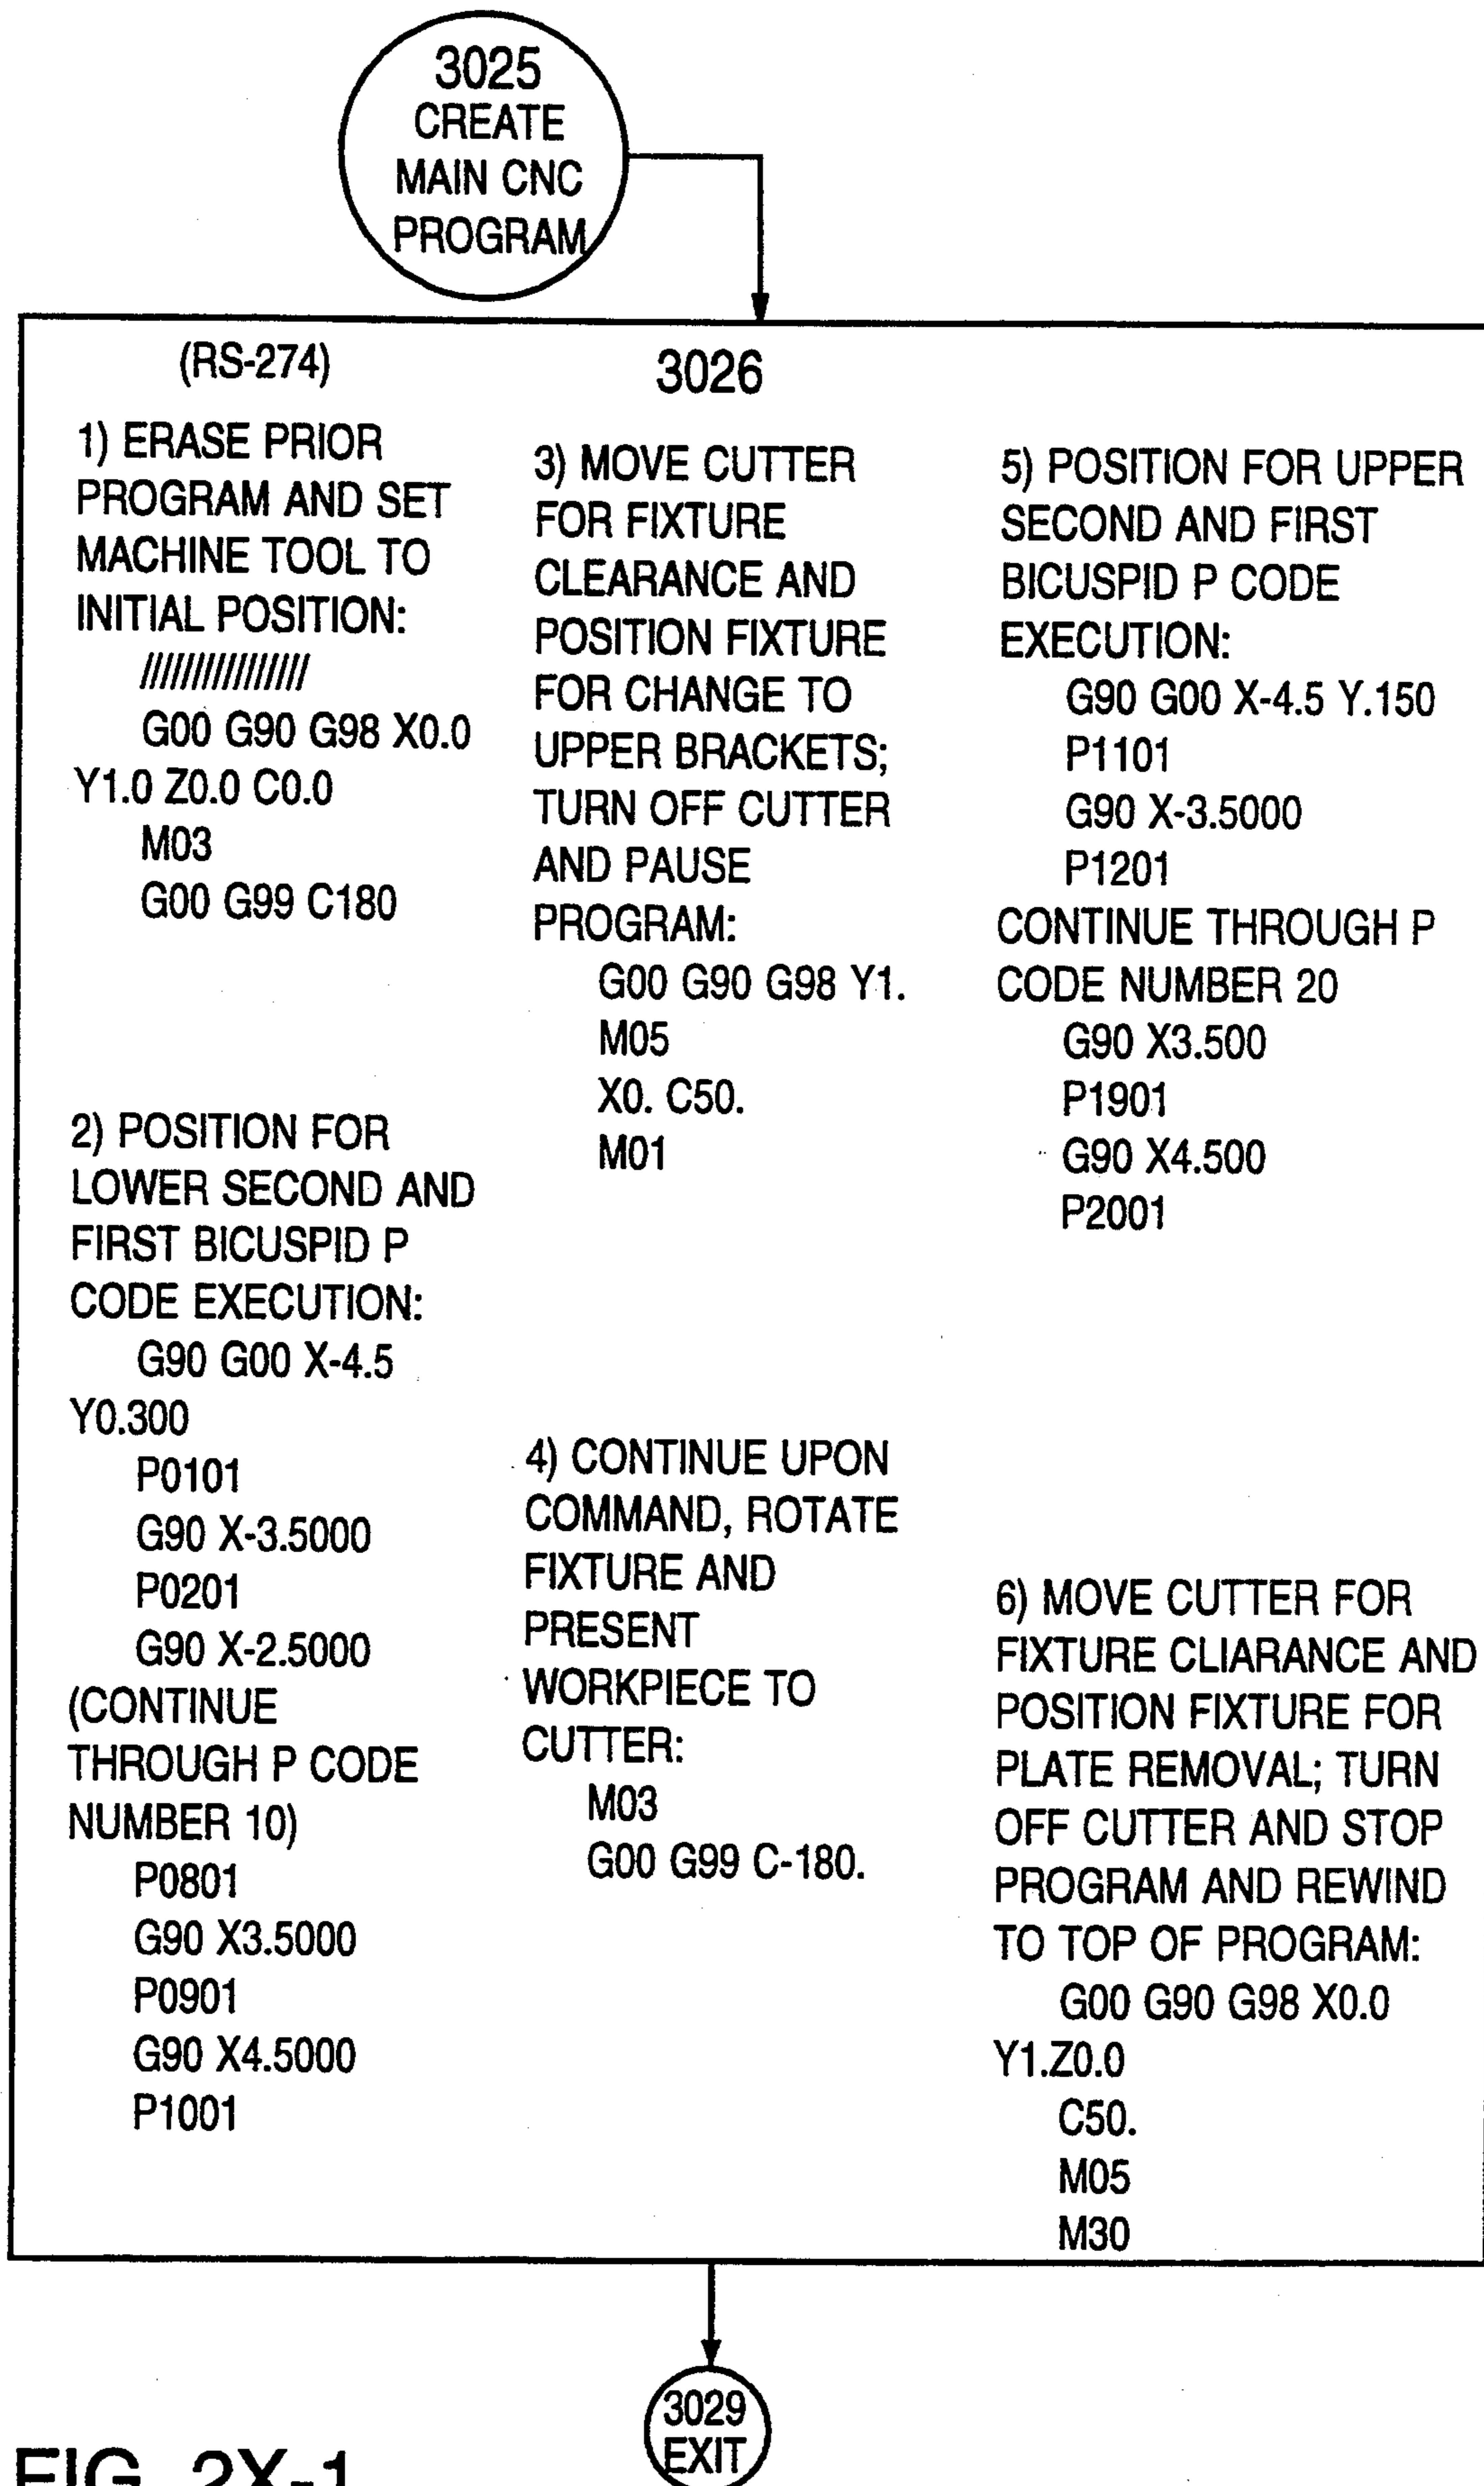 3025
CREATE
MAIN CNC
PROGRAM
(RS-274)
3026
1) ERASE PRIOR
PROGRAM AND SET
MACHINE TOOL TO
INITIAL POSITION:
///////////////
G00 G90 G98 X0.0
Y1.0 Z0.0 C0.0
M03
G00 G99 C180
2) POSITION FOR
LOWER SECOND AND
FIRST BICUSPID P
CODE EXECUTION:
G90 G00 X-4.5
Y0.300
P0101
G90 X-3.5000
P0201
G90 X-2.5000
(CONTINUE
THROUGH P CODE
NUMBER 10)
P0801
G90 X3.5000
P0901
G90 X4.5000
P1001
3) MOVE CUTTER
FOR FIXTURE
CLEARANCE AND
POSITION FIXTURE
FOR CHANGE TO
UPPER BRACKETS;
TURN OFF CUTTER
AND PAUSE
PROGRAM:
G00 G90 G98 Y1.
M05
X0. C50.
M01
4) CONTINUE UPON
COMMAND, ROTATE
FIXTURE AND
PRESENT
WORKPIECE TO
CUTTER:
M03
G00 G99 C-180.
5) POSITION FOR UPPER
SECOND AND FIRST
BICUSPID P CODE
EXECUTION:
G90 G00 X-4.5 Y.150
P1101
G90 X-3.5000
P1201
CONTINUE THROUGH P
CODE NUMBER 20
G90 X3.500
P1901
G90 X4.500
P2001
6) MOVE CUTTER FOR
FIXTURE CLIARANCE AND
POSITION FIXTURE FOR
PLATE REMOVAL; TURN
OFF CUTTER AND STOP
PROGRAM AND REWIND
TO TOP OF PROGRAM:
G00 G90 G98 X0.0
Y1.Z0.0
C50.
M05
M30
3029
EXIT
FIG. 2X-1